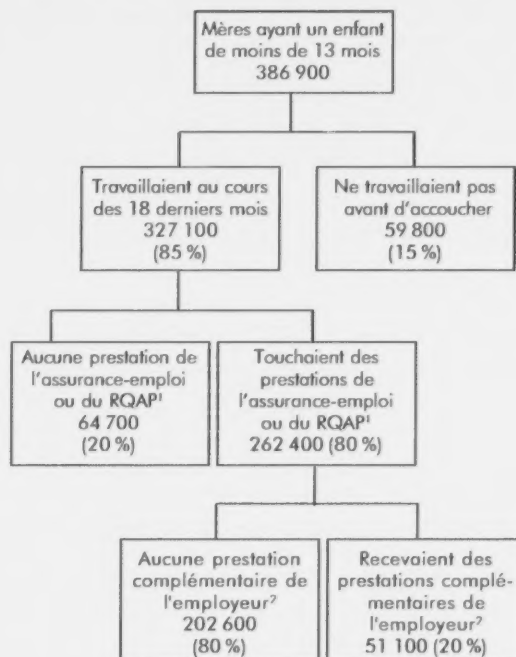 Mères ayant un enfant
de moins de 13 mois
386 900
Travaillaient au cours
des 18 derniers mois
327 100
(85 %)
Ne travaillaient pas
avant d'accoucher
59 800
(15 %)
Aucune prestation de
l'assurance-emploi
ou du RQAP¹
64 700
(20 %)
Touchaient des
prestations de
l'assurance-emploi
ou du RQAP¹
262 400 (80 %)
Aucune prestation
complémentaire de
l'employeur²
202 600
(80 %)
Recevaient des
prestations complé-
mentaires de
l'employeur²
51 100 (20 %)